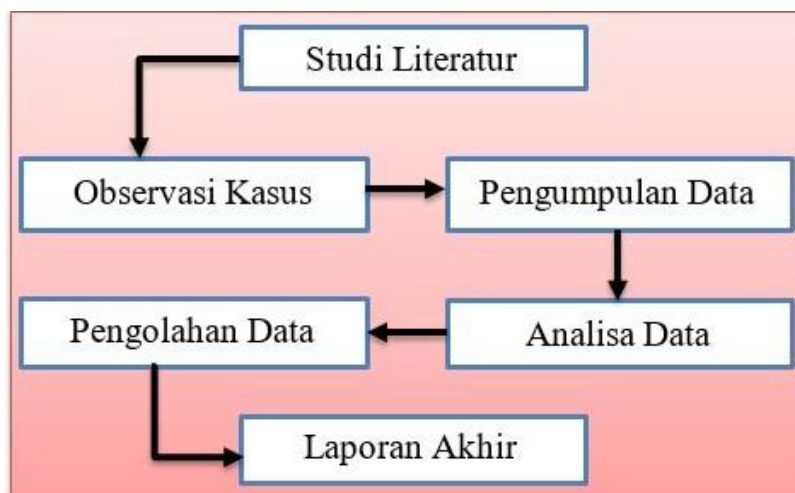 Studi Literatur
Observasi Kasus
Pengumpulan Data
Analisa Data
Pengolahan Data
Laporan Akhir